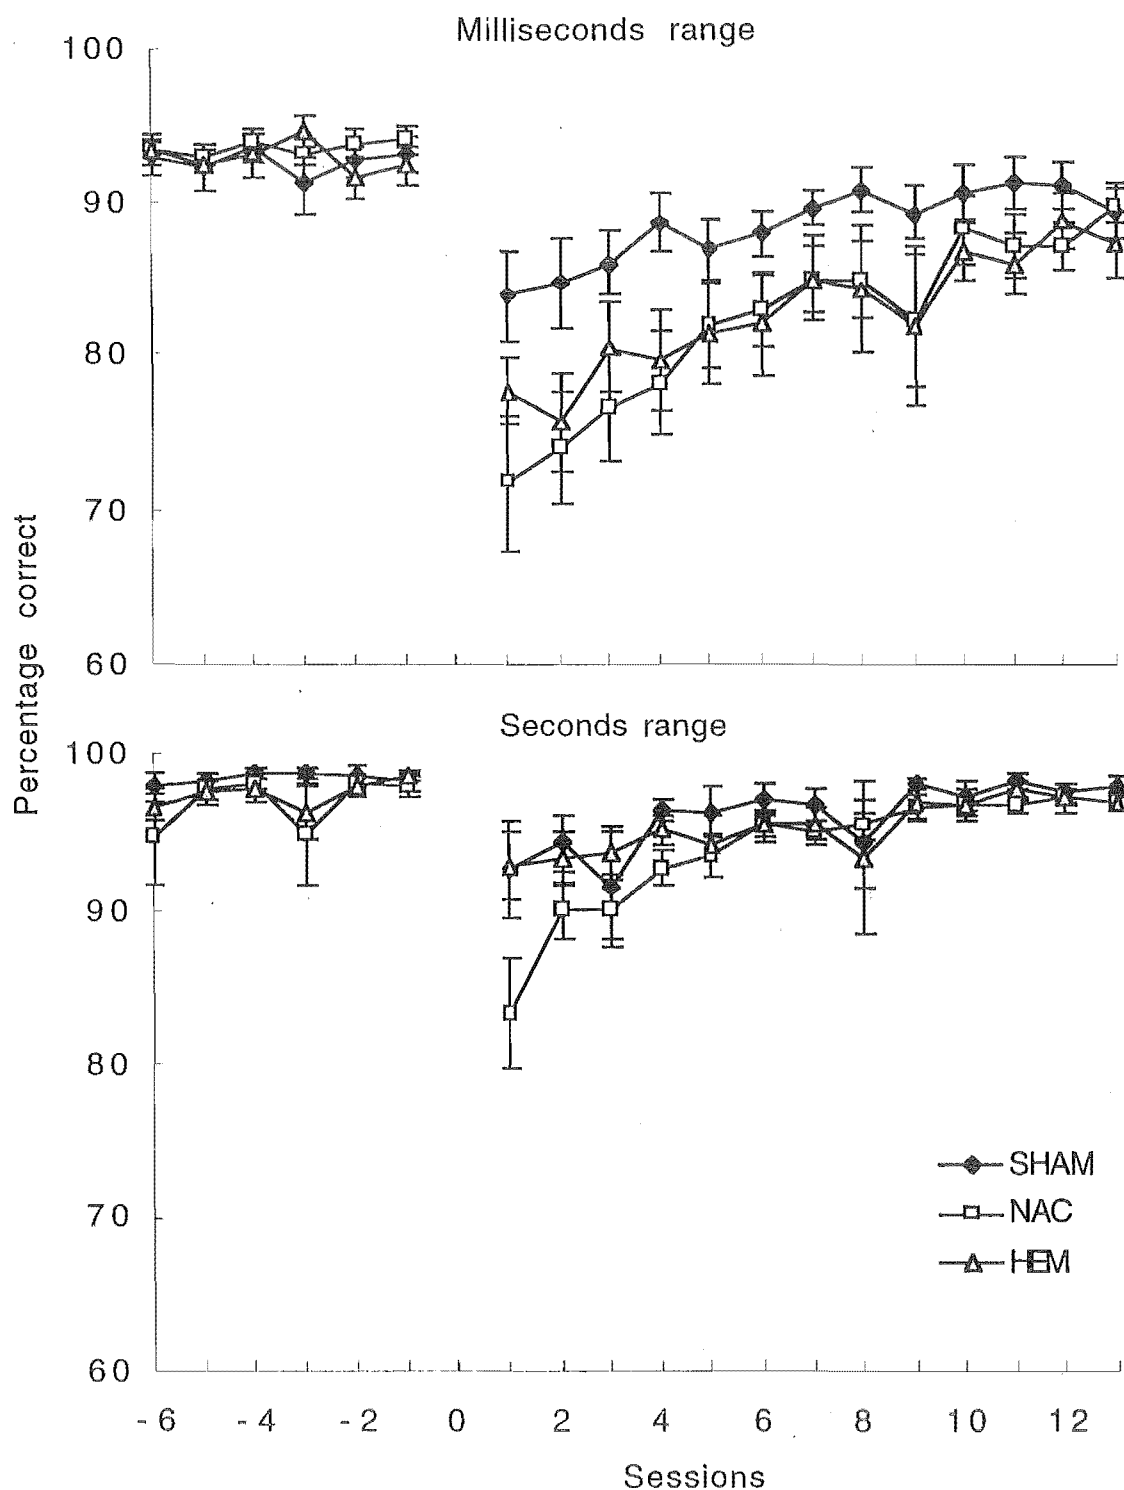 Milliseconds range
100
90
80
70
60
Percentage correct
Seconds range
100
90
80
70
60
SHAM
NAC
HEM
-6 -4 -2 0 2 4 6 8 10 12
Sessions